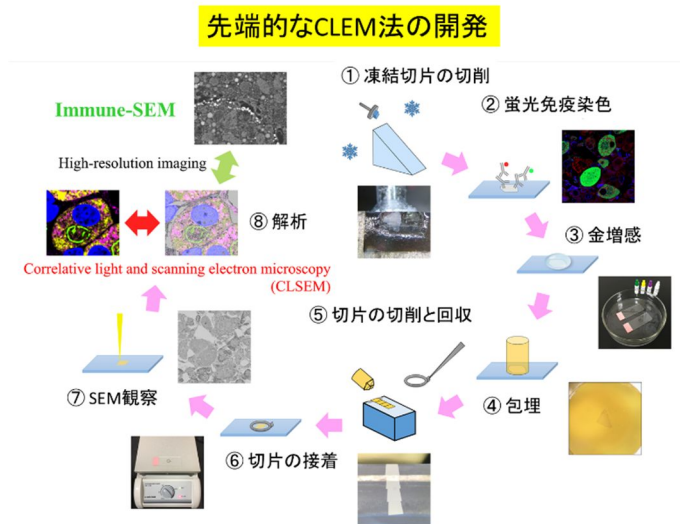 先端的なCLEM法の開発
① 凍結切片の切削
② 蛍光免疫染色
③ 金増感
④ 包埋
⑤ 切片の切削と回収
⑥ 切片の接着
⑦ SEM観察
⑧ 解析
Immune-SEM
High-resolution imaging
Correlative light and scanning electron microscopy
(CLSEM)